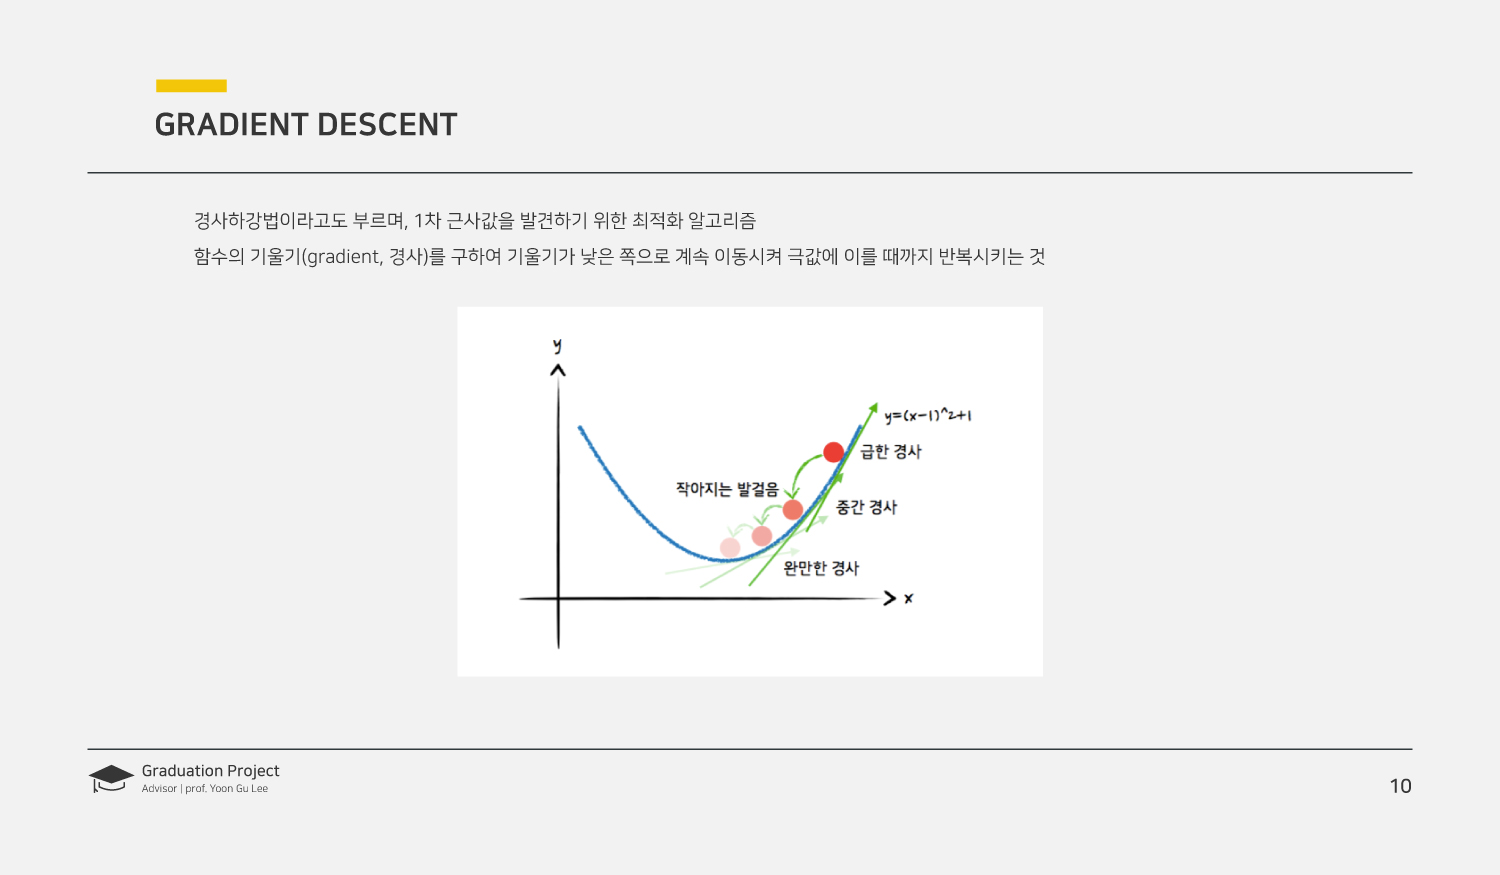 GRADIENT DESCENT
경사하강법이라고도 부르며, 1차 근사값을 발견하기 위한 최적화 알고리즘
함수의 기울기(gradient, 경사)를 구하여 기울기가 낮은 쪽으로 계속 이동시켜 극값에 이를 때까지 반복시키는 것
y
y=(x-1)^2+1
급한 경사
작아지는 발걸음
중간 경사
완만한 경사
x
Graduation Project
Advisor | prof. Yoon Gu Lee
10